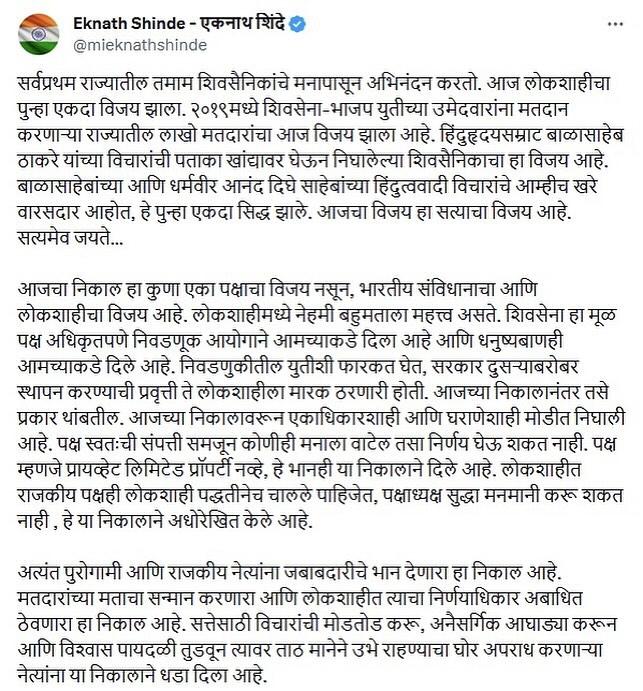 Eknath Shinde - एकनाथ शिंदे
@mieknathshinde
सर्वप्रथम राज्यातील तमाम शिवसैनिकांचे मनापासून अभिनंदन करतो. आज लोकशाहीचा
पुन्हा एकदा विजय झाला. २०१९मध्ये शिवसेना-भाजप युतीच्या उमेदवारांना मतदान
करणाऱ्या राज्यातील लाखो मतदारांचा आज विजय झाला आहे. हिंदुहृदयसम्राट बाळासाहेब
ठाकरे यांच्या विचारांची पताका खांद्यावर घेऊन निघालेल्या शिवसैनिकाचा हा विजय आहे.
बाळासाहेबांच्या आणि धर्मवीर आनंद दिघे साहेबांच्या हिंदुत्ववादी विचारांचे आम्हीच खरे
वारसदार आहोत, हे पुन्हा एकदा सिद्ध झाले. आजचा विजय हा सत्याचा विजय आहे.
सत्यमेव जयते...
आजचा निकाल हा कुणा एका पक्षाचा विजय नसून, भारतीय संविधानाचा आणि
लोकशाहीचा विजय आहे. लोकशाहीमध्ये नेहमी बहुमताला महत्त्व असते. शिवसेना हा मूळ
पक्ष अधिकृतपणे निवडणूक आयोगाने आमच्याकडे दिला आहे आणि धनुष्यबाणही
आमच्याकडे दिले आहे. निवडणुकीतील युतीशी फारकत घेत, सरकार दुसऱ्याबरोबर
स्थापन करण्याची प्रवृत्ती ते लोकशाहीला मारक ठरणारी होती. आजच्या निकालानंतर तसे
प्रकार थांबतील. आजच्या निकालावरून एकाधिकारशाही आणि घराणेशाही मोडीत निघाली
आहे. पक्ष स्वतःची संपत्ती समजून कोणीही मनाला वाटेल तसा निर्णय घेऊ शकत नाही. पक्ष
म्हणजे प्रायव्हेट लिमिटेड प्रॉपर्टी नव्हे, हे भानही या निकालाने दिले आहे. लोकशाहीत
राजकीय पक्षही लोकशाही पद्धतीनेच चालले पाहिजेत, पक्षाध्यक्ष सुद्धा मनमानी करू शकत
नाही , हे या निकालाने अधोरेखित केले आहे.
अत्यंत पुरोगामी आणि राजकीय नेत्यांना जबाबदारीचे भान देणारा हा निकाल आहे.
मतदारांच्या मताचा सन्मान करणारा आणि लोकशाहीत त्याचा निर्णयाधिकार अबाधित
ठेवणारा हा निकाल आहे. सत्तेसाठी विचारांची मोडतोड करू, अनैसर्गिक आघाड्या करून
आणि विश्वास पायदळी तुडवून त्यावर ताठ मानेने उभे राहण्याचा घोर अपराध करणाऱ्या
नेत्यांना या निकालाने धडा दिला आहे.